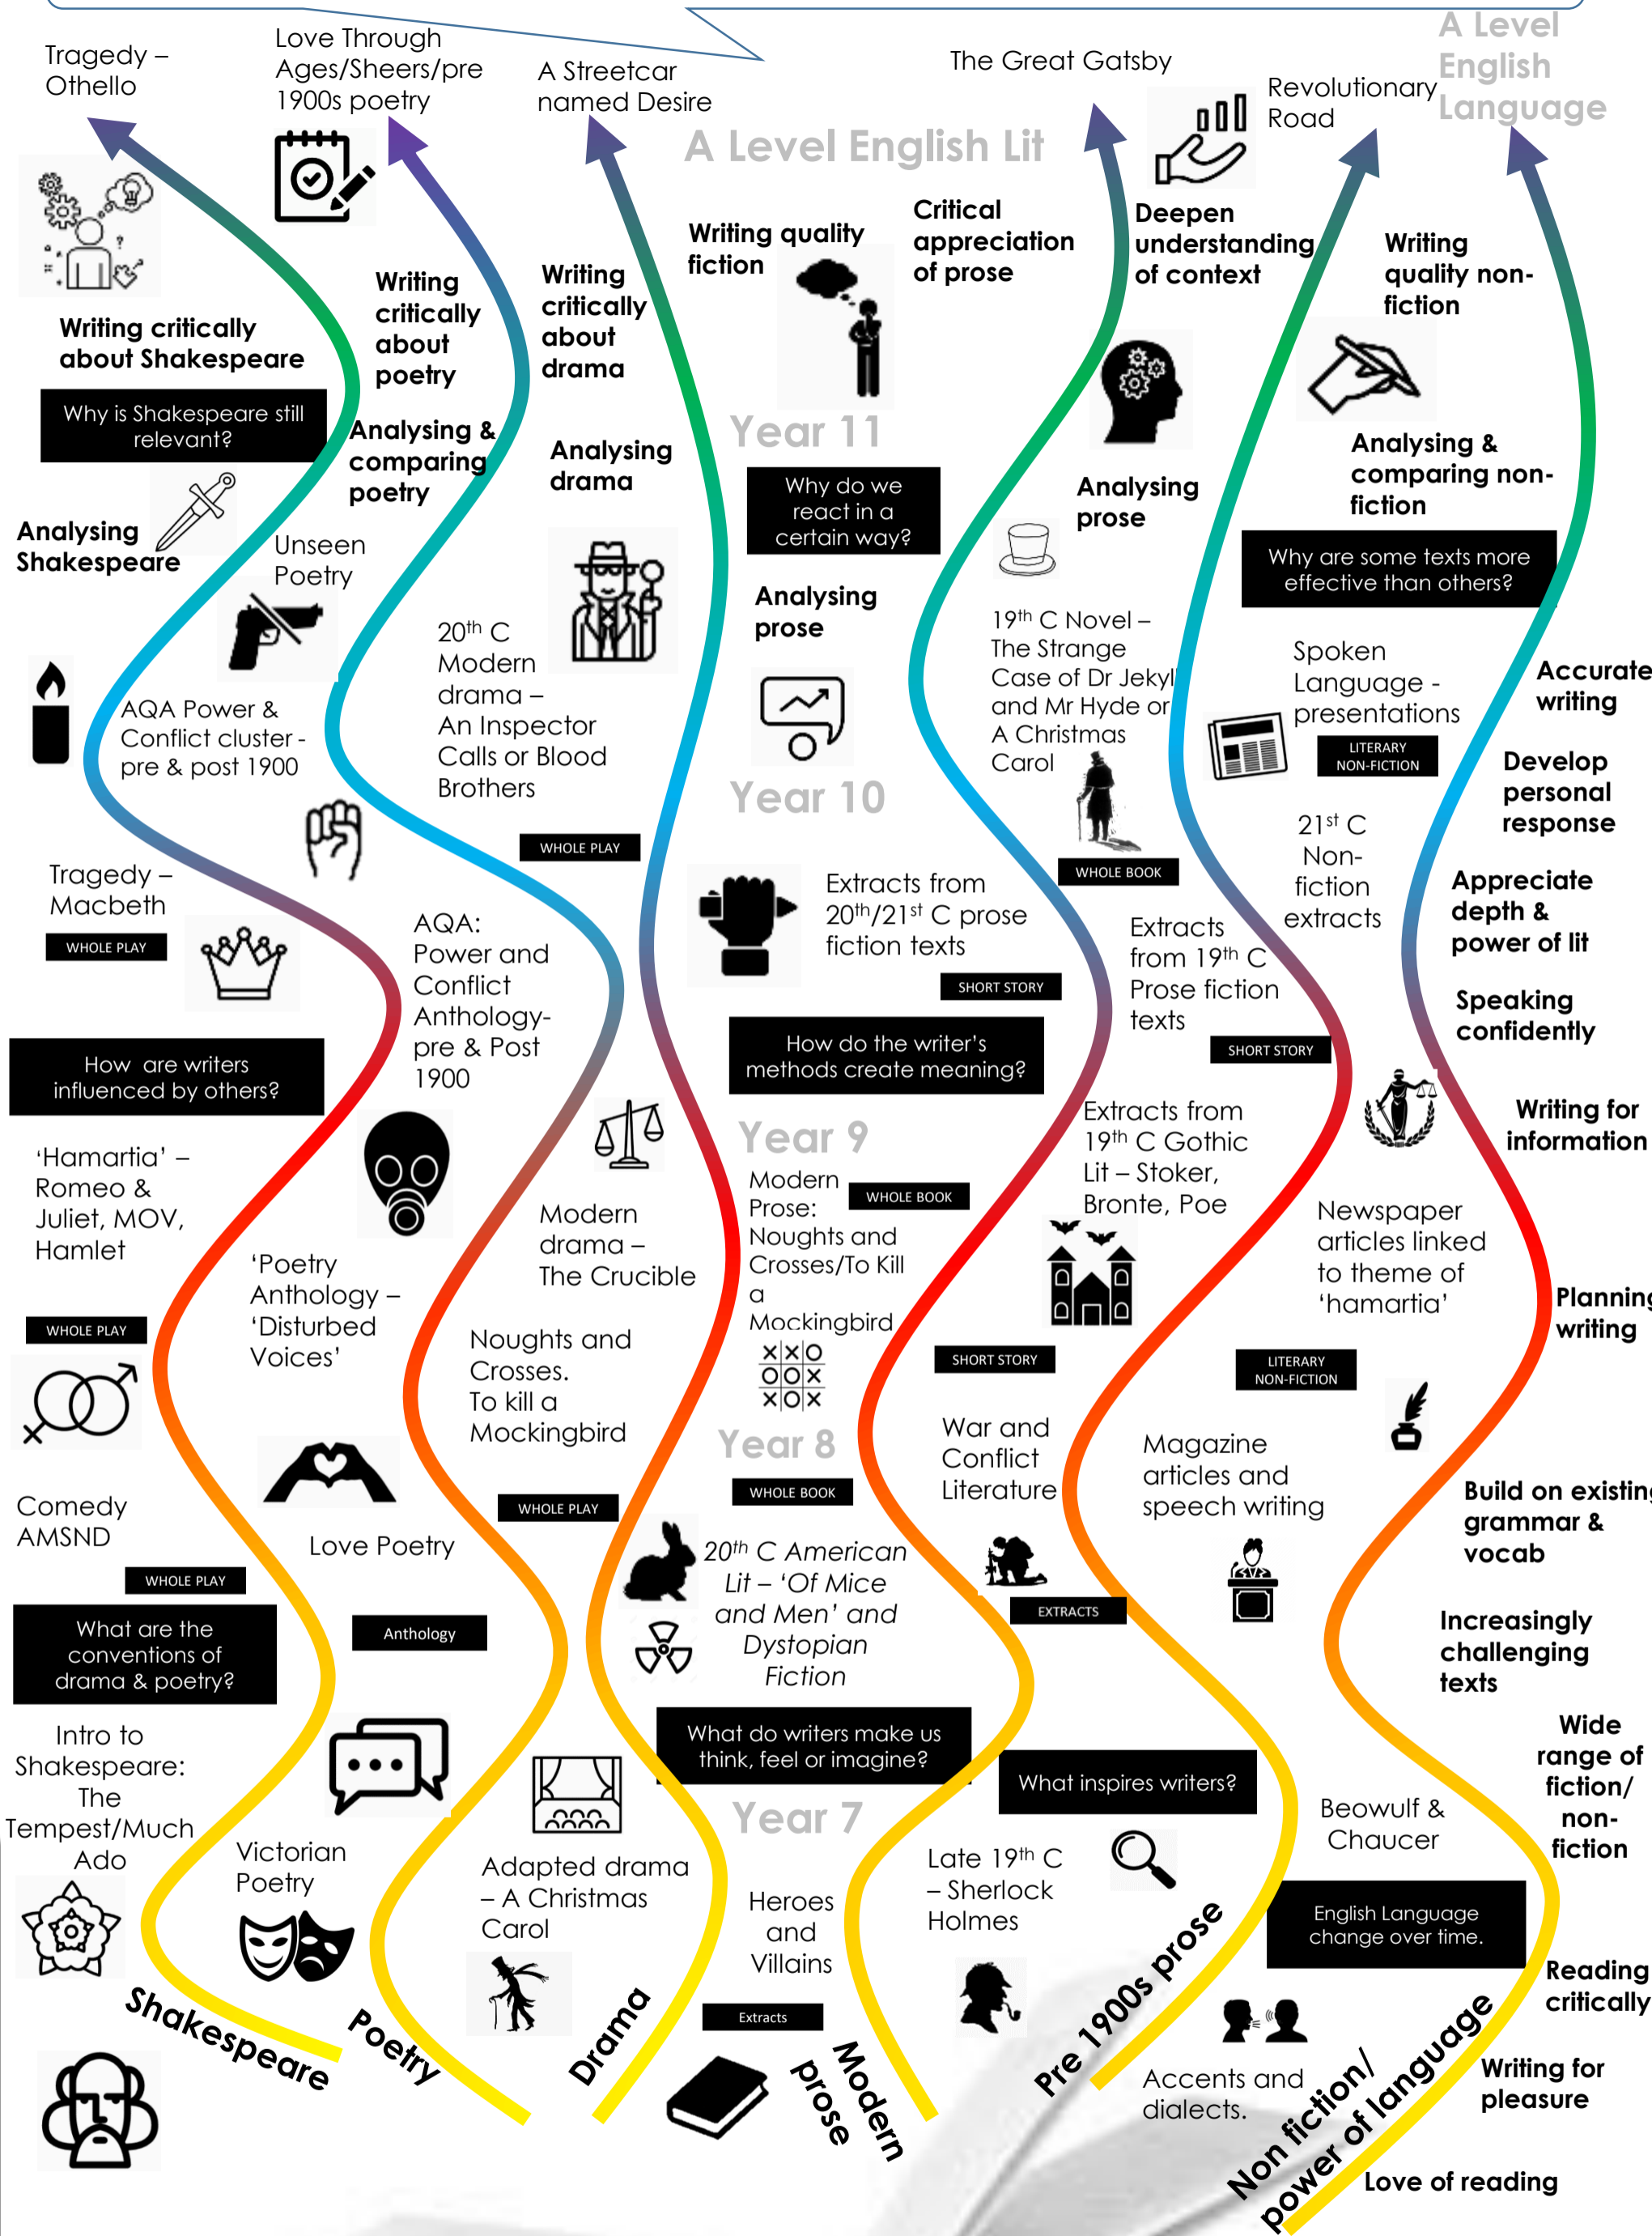 Tragedy –
Othello
Love Through
Ages/Sheers/pre
1900s poetry
A Streetcar
named Desire
The Great Gatsby
Revolutionary
Road
A Level
English
Language
A Level English Lit
Writing critically
about Shakespeare
Why is Shakespeare still
relevant?
Writing
critically
about
poetry
Writing
critically
about
drama
Writing quality
fiction
Critical
appreciation
of prose
Deepen
understanding
of context
Writing
quality non-
fiction
Analysing &
comparing
poetry
Analysing
drama
Year 11
Why do we
react in a
certain way?
Analysing
prose
Analysing &
comparing non-
fiction
Why are some texts more
effective than others?
Analysing
Shakespeare
Unseen
Poetry
AQA Power &
Conflict cluster -
pre & post 1900
20th C
Modern
drama –
An Inspector
Calls or Blood
Brothers
WHOLE PLAY
Analysing
prose
Year 10
19th C Novel –
The Strange
Case of Dr Jekyll
and Mr Hyde or
A Christmas
Carol
WHOLE BOOK
Spoken
Language -
presentations
LITERARY
NON-FICTION
21st C
Non-
fiction
extracts
Accurate
writing
Develop
personal
response
Appreciate
depth &
power of lit
Speaking
confidently
Tragedy –
Macbeth
WHOLE PLAY
AQA:
Power and
Conflict
Anthology-
pre & Post
1900
Extracts from
20th/21st C prose
fiction texts
SHORT STORY
Extracts
from 19th C
Prose fiction
texts
SHORT STORY
How are writers
influenced by others?
How do the writer's
methods create meaning?
Year 9
Writing for
information
'Hamartia' –
Romeo &
Juliet, MOV,
Hamlet
WHOLE PLAY
'Poetry
Anthology –
'Disturbed
Voices'
Modern
drama –
The Crucible
Modern
Prose:
Noughts and
Crosses/To Kill
a
Mockingbird
WHOLE BOOK
Extracts from
19th C Gothic
Lit – Stoker,
Bronte, Poe
SHORT STORY
Newspaper
articles linked
to theme of
'hamartia'
LITERARY
NON-FICTION
Planning
writing
Noughts and
Crosses.
To kill a
Mockingbird
WHOLE PLAY
X X O
O O X
X O X
Year 8
WHOLE BOOK
War and
Conflict
Literature
EXTRACTS
Magazine
articles and
speech writing
Build on existing
grammar &
vocab
Comedy
AMSND
WHOLE PLAY
Love Poetry
Anthology
20th C American
Lit – 'Of Mice
and Men' and
Dystopian
Fiction
Increasingly
challenging
texts
What are the
conventions of
drama & poetry?
What do writers make us
think, feel or imagine?
What inspires writers?
Wide
range of
fiction/
non-
fiction
Intro to
Shakespeare:
The
Tempest/Much
Ado
Victorian
Poetry
Adapted drama
– A Christmas
Carol
Year 7
Heroes
and
Villains
Extracts
Late 19th C
– Sherlock
Holmes
Beowulf &
Chaucer
English Language
change over time.
Reading
critically
Accents and
dialects.
Writing for
pleasure
Love of reading
Shakespeare
Poetry
Drama
Modern
prose
Pre 1900s prose
Non fiction/
power of language